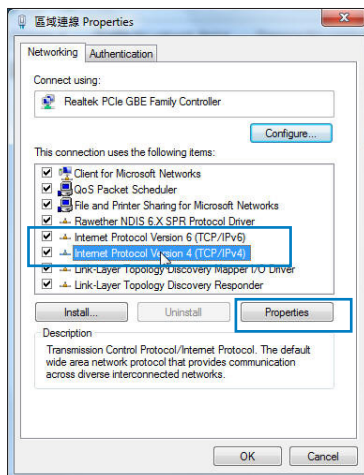 區域連線 Properties
Networking
Authentication
Connect using:
Realtek PCIe GBE Family Controller
Configure...
This connection uses the following items:
Client for Microsoft Networks
QoS Packet Scheduler
File and Printer Sharing for Microsoft Networks
Rawether NDIS 6.X SPR Protocol Driver
Internet Protocol Version 6 (TCP/IPv6)
Internet Protocol Version 4 (TCP/IPv4)
Link-Layer Topology Discovery Mapper I/O Driver
Link-Layer Topology Discovery Responder
Install...
Uninstall
Properties
Description
Transmission Control Protocol/Internet Protocol. The default
wide area network protocol that provides communication
across diverse interconnected networks.
OK
Cancel